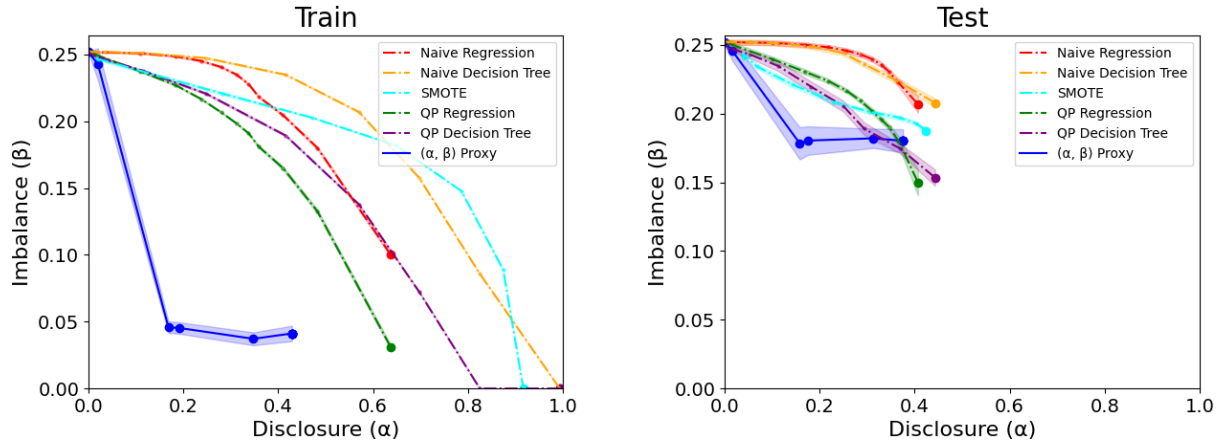 Train
Imbalance (β)
0.25
0.20
0.15
0.10
0.05
0.00
0.0 0.2 0.4 0.6 0.8 1.0
Disclosure (α)
Naive Regression
Naive Decision Tree
SMOTE
QP Regression
QP Decision Tree
(α, β) Proxy
Test
Imbalance (β)
0.25
0.20
0.15
0.10
0.05
0.00
0.0 0.2 0.4 0.6 0.8 1.0
Disclosure (α)
Naive Regression
Naive Decision Tree
SMOTE
QP Regression
QP Decision Tree
(α, β) Proxy